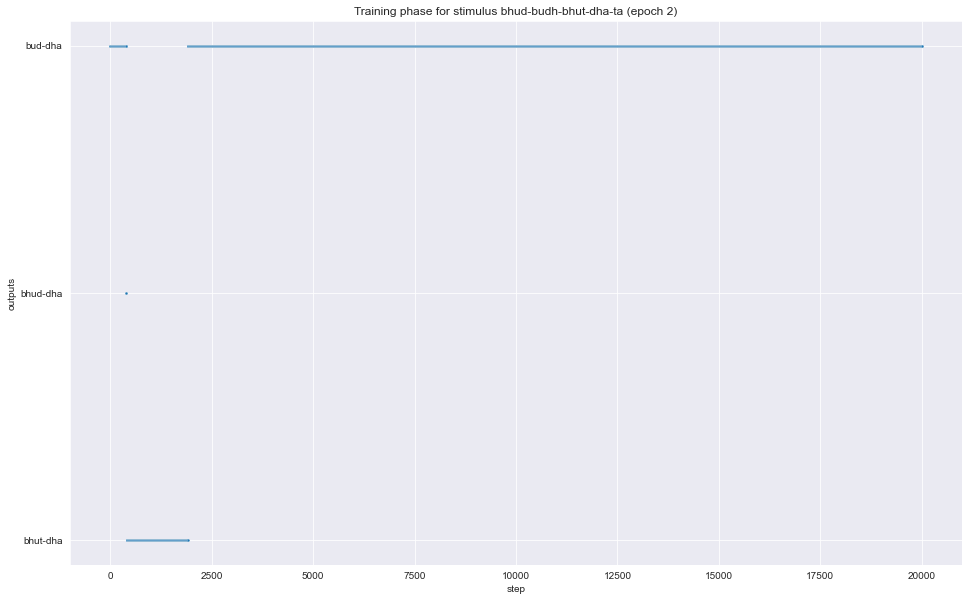 Training phase for stimulus bhud-budh-bhut-dha-ta (epoch 2)
bud-dha
bhud-dha
bhut-dha
outputs
0 2500 5000 7500 10000 12500 15000 17500 20000
step